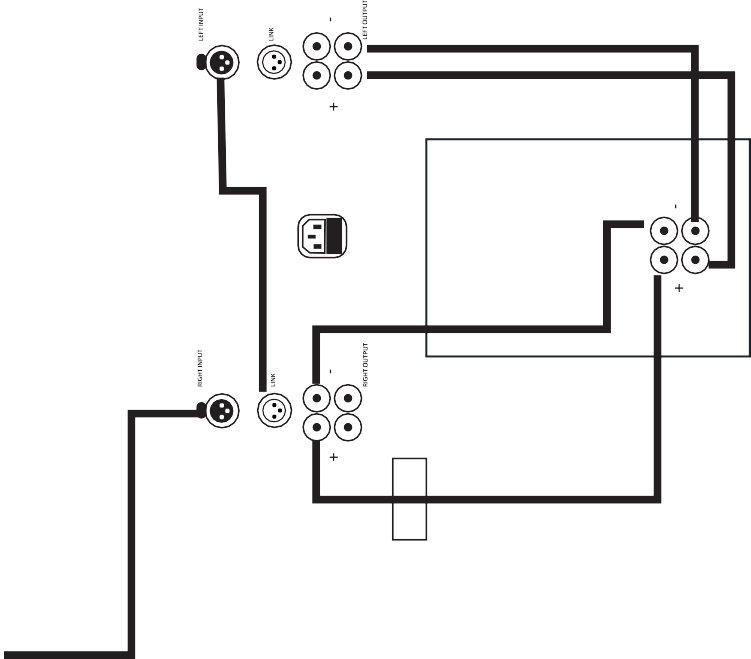 LEFT INPUT
LINK
-
LEFT OUTPUT
+
-
+
RIGHT INPUT
LINK
-
RIGHT OUTPUT
+